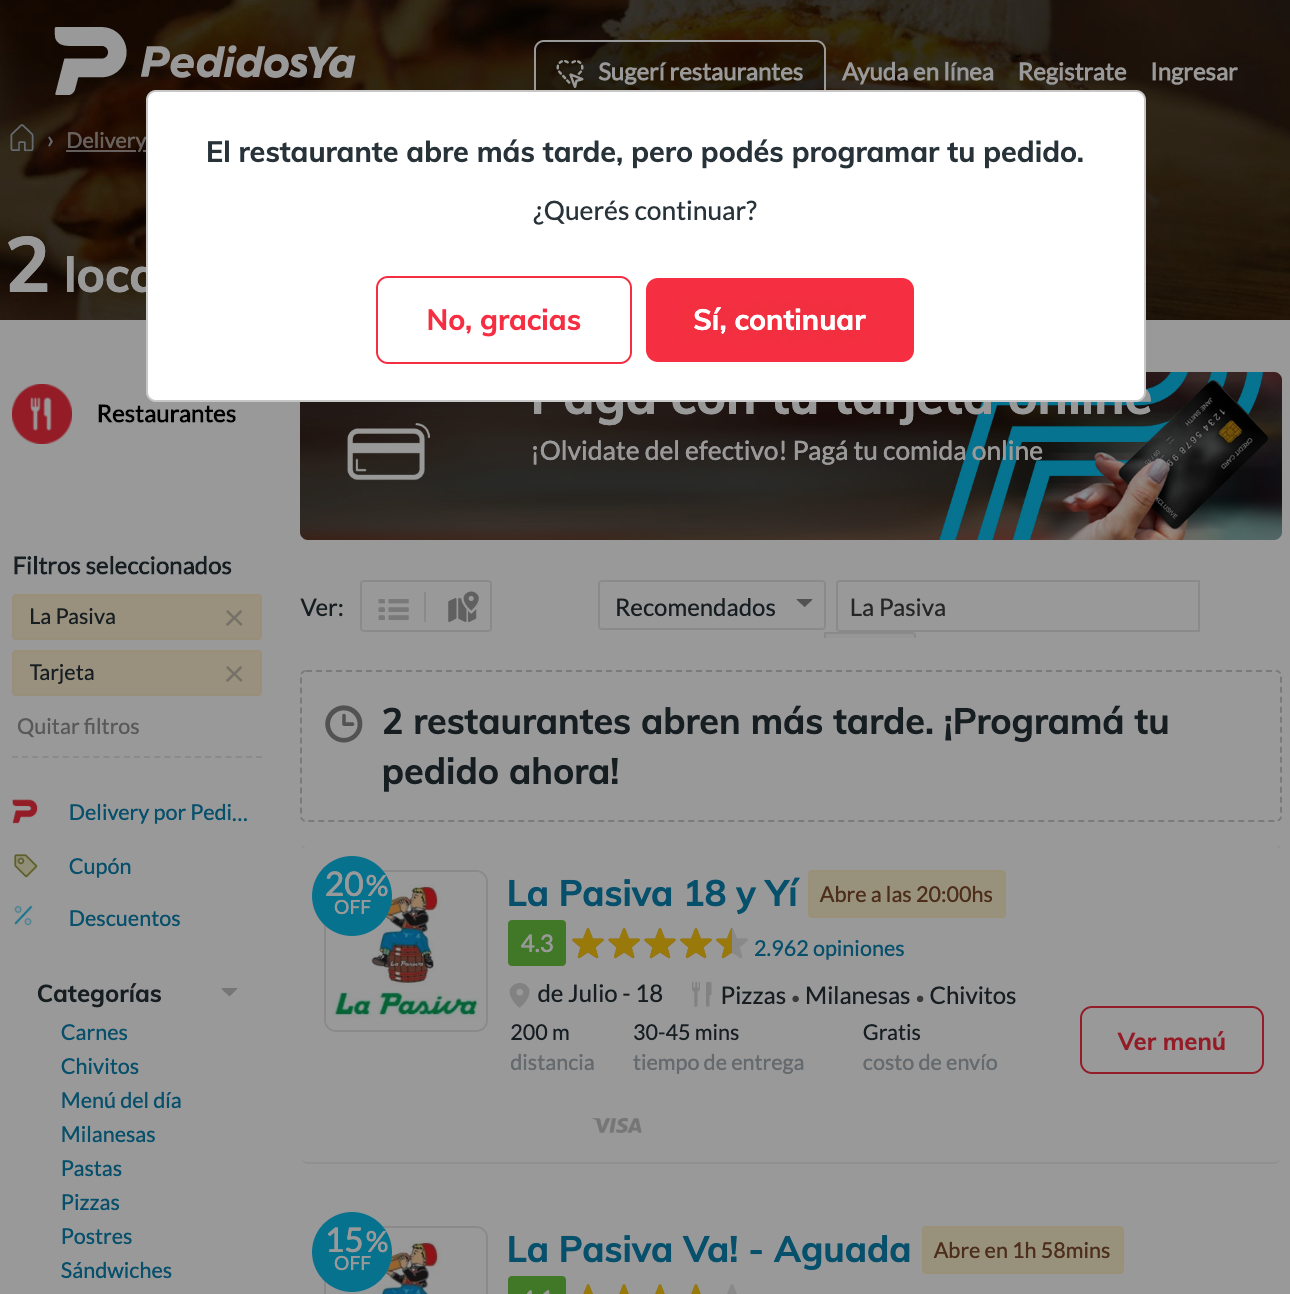 PedidosYa
Sugerí restaurantes
Ayuda en línea
Registrate
Ingresar
› Delivery
El restaurante abre más tarde, pero podés programar tu pedido.
¿Querés continuar?
No, gracias
Sí, continuar
2
Restaurantes
Pagá con tu tarjeta online
¡Olvidate del efectivo! Pagá tu comida online
Filtros seleccionados
La Pasiva
Tarjeta
Quitar filtros
Delivery por Pedi...
Cupón
Descuentos
Categorías
Carnes
Chivitos
Menú del día
Milanesas
Pastas
Pizzas
Postres
Sándwiches
Ver:
Recomendados
La Pasiva
2 restaurantes abren más tarde. ¡Programá tu
pedido ahora!
20%
OFF
La Pasiva
La Pasiva 18 y Yí
Abre a las 20:00hs
4.3
2.962 opiniones
de Julio - 18
Pizzas • Milanesas • Chivitos
200 m
distancia
30-45 mins
tiempo de entrega
Gratis
costo de envío
Ver menú
VISA
15%
OFF
La Pasiva Va! - Aguada
Abre en 1h 58mins